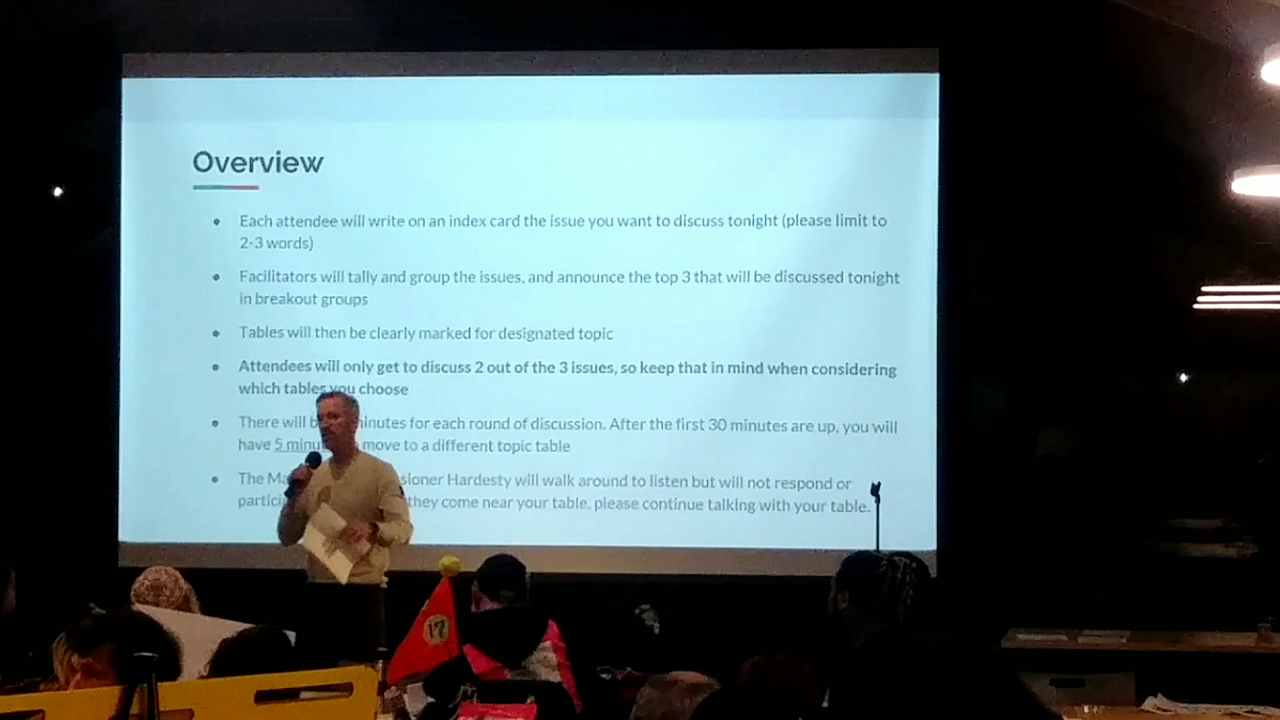 Overview
Each attendee will write on an index card the issue you want to discuss tonight (please limit to
2-3 words)
Facilitators will tally and group the issues, and announce the top 3 that will be discussed tonight
in breakout groups
Tables will then be clearly marked for designated topic
Attendees will only get to discuss 2 out of the 3 issues, so keep that in mind when considering
which tables you choose
There will minutes for each round of discussion. After the first 30 minutes are up, you will
have 5 move to a different topic table
The Hardesty will walk around to listen but will not respond or
they come near your table, please continue talking with your table.
17